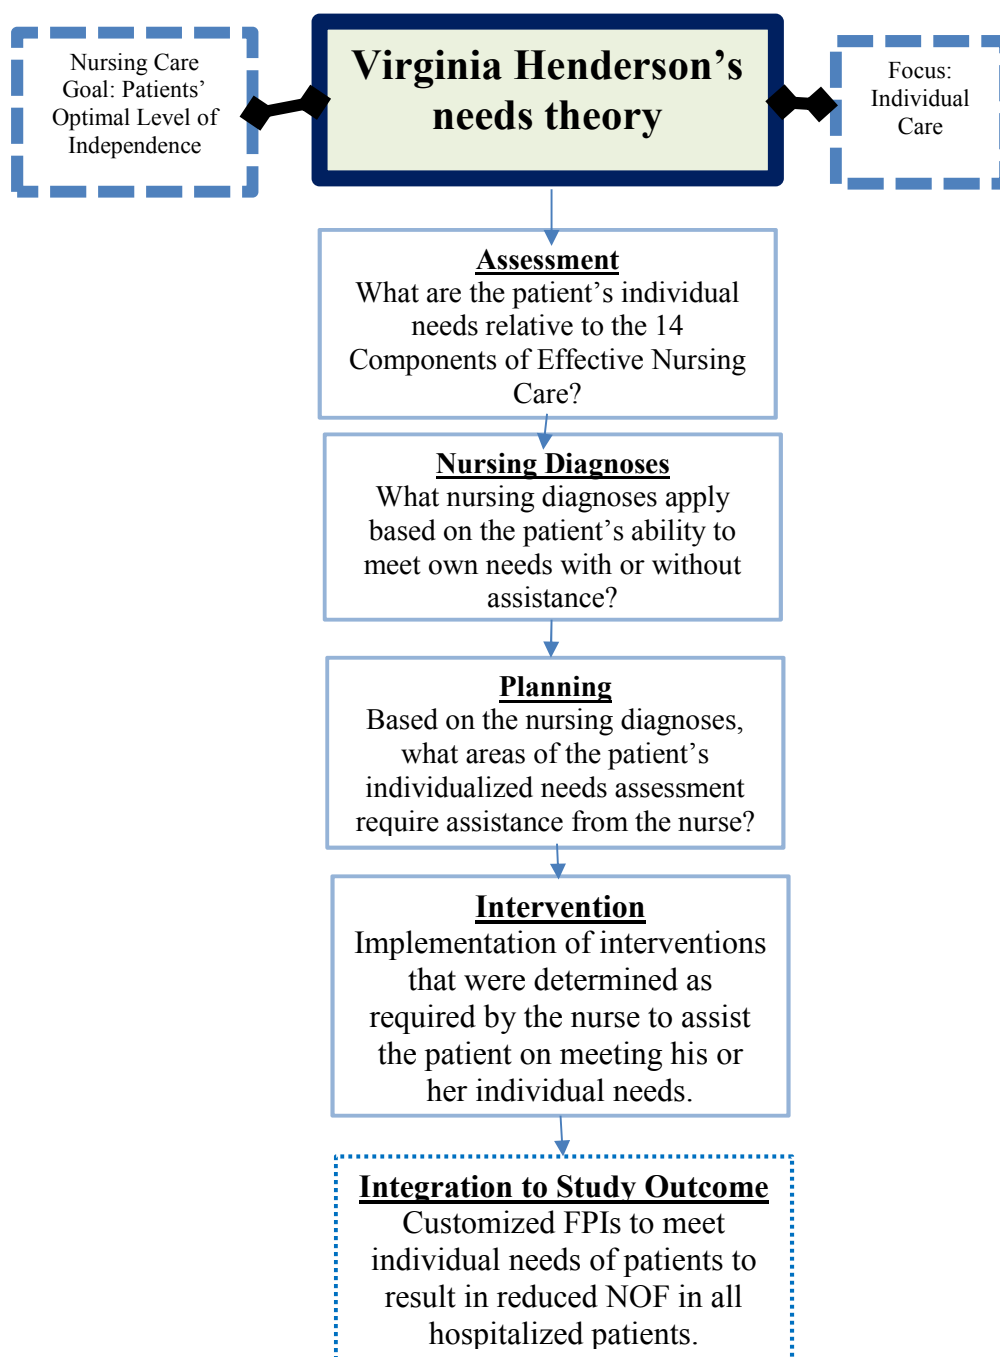 Nursing Care
Goal: Patients'
Optimal Level of
Independence
Virginia Henderson's
needs theory
Focus:
Individual
Care
Assessment
What are the patient's individual
needs relative to the 14
Components of Effective Nursing
Care?
Nursing Diagnoses
What nursing diagnoses apply
based on the patient's ability to
meet own needs with or without
assistance?
Planning
Based on the nursing diagnoses,
what areas of the patient's
individualized needs assessment
require assistance from the nurse?
Intervention
Implementation of interventions
that were determined as
required by the nurse to assist
the patient on meeting his or
her individual needs.
Integration to Study Outcome
Customized FPIs to meet
individual needs of patients to
result in reduced NOF in all
hospitalized patients.